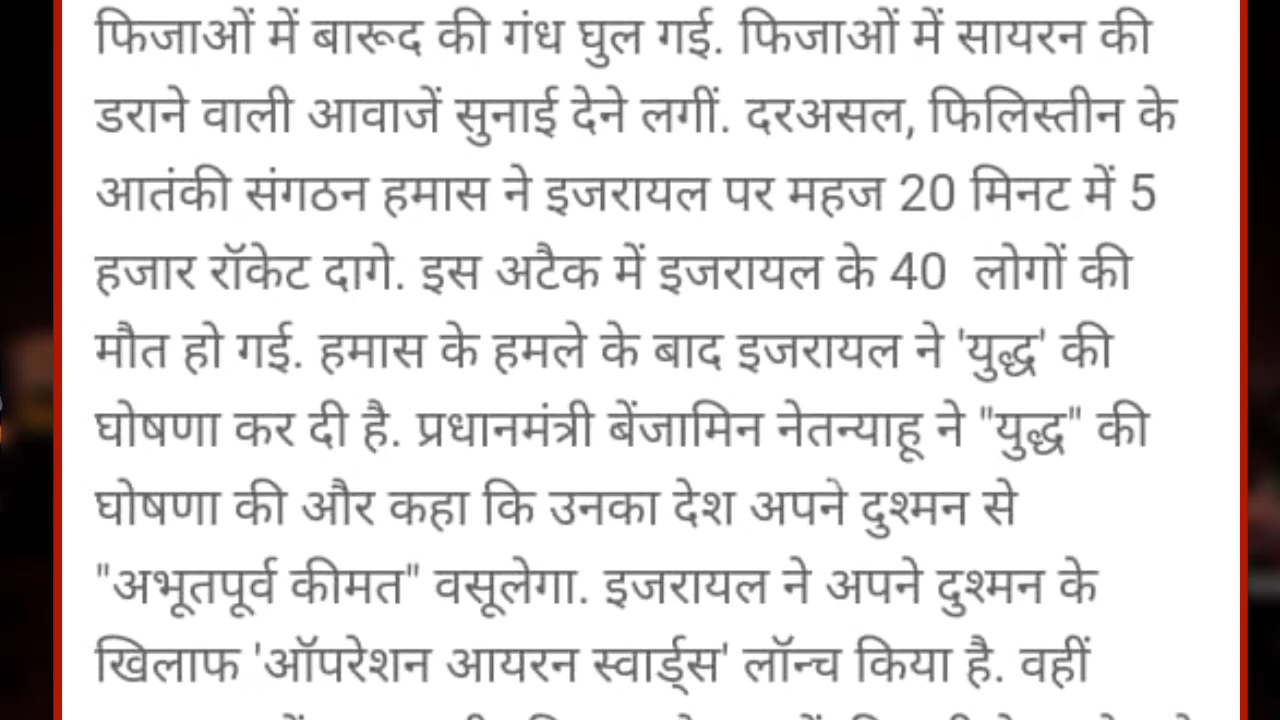 फिजाओं में बारूद की गंध घुल गई. फिजाओं में सायरन की
डराने वाली आवाजें सुनाई देने लगीं. दरअसल, फिलिस्तीन के
आतंकी संगठन हमास ने इजरायल पर महज 20 मिनट में 5
हजार रॉकेट दागे. इस अटैक में इजरायल के 40 लोगों की
मौत हो गई. हमास के हमले के बाद इजरायल ने 'युद्ध' की
घोषणा कर दी है. प्रधानमंत्री बेंजामिन नेतन्याहू ने "युद्ध" की
घोषणा की और कहा कि उनका देश अपने दुश्मन से
"अभूतपूर्व कीमत" वसूलेगा. इजरायल ने अपने दुश्मन के
खिलाफ 'ऑपरेशन आयरन स्वार्ड्स' लॉन्च किया है. वहीं